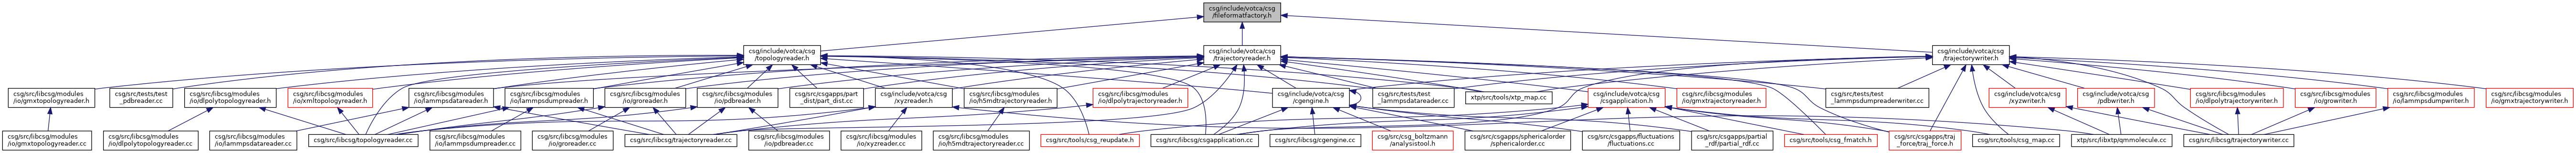 csg/include/votca/csg
/fileformatfactory.h
csg/include/votca/csg
/topologyreader.h
csg/include/votca/csg
/trajectoryreader.h
csg/include/votca/csg
/trajectorywriter.h
csg/src/libcsg/modules
/io/gmxtopologyreader.h
csg/src/tests/test
_pdbreader.cc
csg/src/libcsg/modules
/io/dlpolytopologyreader.h
csg/src/libcsg/modules
/io/xmltopologyreader.h
csg/src/libcsg/modules
/io/lammpsdatareader.h
csg/src/libcsg/modules
/io/lammpsdumpreader.h
csg/src/libcsg/modules
/io/groreader.h
csg/src/libcsg/modules
/io/pdbreader.h
csg/src/csgapps/part
_dist/part_dist.cc
csg/include/votca/csg
/xyzreader.h
csg/src/libcsg/modules
/io/h5mdtrajectoryreader.h
csg/src/libcsg/modules
/io/dlpolytrajectoryreader.h
csg/include/votca/csg
/cgengine.h
csg/src/tests/test
_lammpsdatareader.cc
xtp/src/tools/xtp_map.cc
csg/include/votca/csg
/csgapplication.h
csg/src/libcsg/modules
/io/gmxtrajectoryreader.h
csg/src/tests/test
_lammpsdumpreaderwriter.cc
csg/include/votca/csg
/xyzwriter.h
csg/include/votca/csg
/pdbwriter.h
csg/src/libcsg/modules
/io/dlpolytrajectorywriter.h
csg/src/libcsg/modules
/io/growriter.h
csg/src/libcsg/modules
/io/lammpsdumpwriter.h
csg/src/libcsg/modules
/io/gmxtrajectorywriter.h
csg/src/libcsg/modules
/io/gmxtopologyreader.cc
csg/src/libcsg/modules
/io/dlpolytopologyreader.cc
csg/src/libcsg/modules
/io/lammpsdatareader.cc
csg/src/libcsg/topologyreader.cc
csg/src/libcsg/modules
/io/lammpsdumpreader.cc
csg/src/libcsg/modules
/io/groreader.cc
csg/src/libcsg/trajectoryreader.cc
csg/src/libcsg/modules
/io/pdbreader.cc
csg/src/libcsg/modules
/io/xyzreader.cc
csg/src/libcsg/modules
/io/h5mdtrajectoryreader.cc
csg/src/tools/csg_reupdate.h
csg/src/libcsg/csgapplication.cc
csg/src/libcsg/cgengine.cc
csg/src/csg_boltzmann
/analysistool.h
csg/src/csgapps/sphericalorder
/sphericalorder.cc
csg/src/csgapps/fluctuations
/fluctuations.cc
csg/src/csgapps/partial
_rdf/partial_rdf.cc
csg/src/tools/csg_fmatch.h
csg/src/csgapps/traj
_force/traj_force.h
csg/src/tools/csg_map.cc
xtp/src/libxtp/qmmolecule.cc
csg/src/libcsg/trajectorywriter.cc